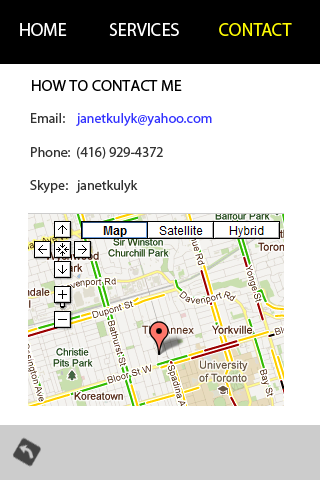 HOME SERVICES CONTACT
HOW TO CONTACT ME
Email: janetkulyk@yahoo.com
Phone: (416) 929-4372
Skype: janetkulyk
Balfour Park
Map Satellite Hybrid
Sir Winston
Churchill Park
Davenport Rd
Dupont St
Davenport Rd
Yonge St
Bathurst St
The Annex
Yorkville
Christie
Pits Park
Bloor St W
Spadina
University
of Toronto
Bay St
Koreatown